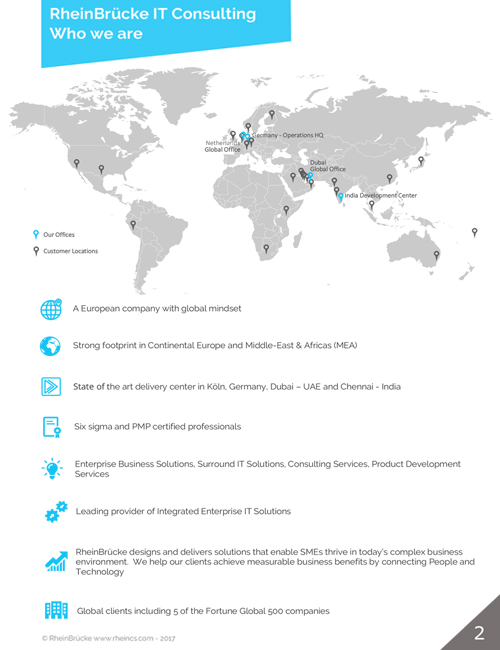 RheinBrücke IT Consulting
Who we are
Germany - Operations HQ
Netherlands
Global Office
Dubai
Global Office
India Development Center
Our Offices
Customer Locations
A European company with global mindset
Strong footprint in Continental Europe and Middle-East & Africas (MEA)
State of the art delivery center in Köln, Germany, Dubai – UAE and Chennai - India
Six sigma and PMP certified professionals
Enterprise Business Solutions, Surround IT Solutions, Consulting Services, Product Development
Services
Leading provider of Integrated Enterprise IT Solutions
RheinBrücke designs and delivers solutions that enable SMEs thrive in today's complex business
environment. We help our clients achieve measurable business benefits by connecting People and
Technology
Global clients including 5 of the Fortune Global 500 companies
© RheinBrücke www.rheincs.com - 2017
2